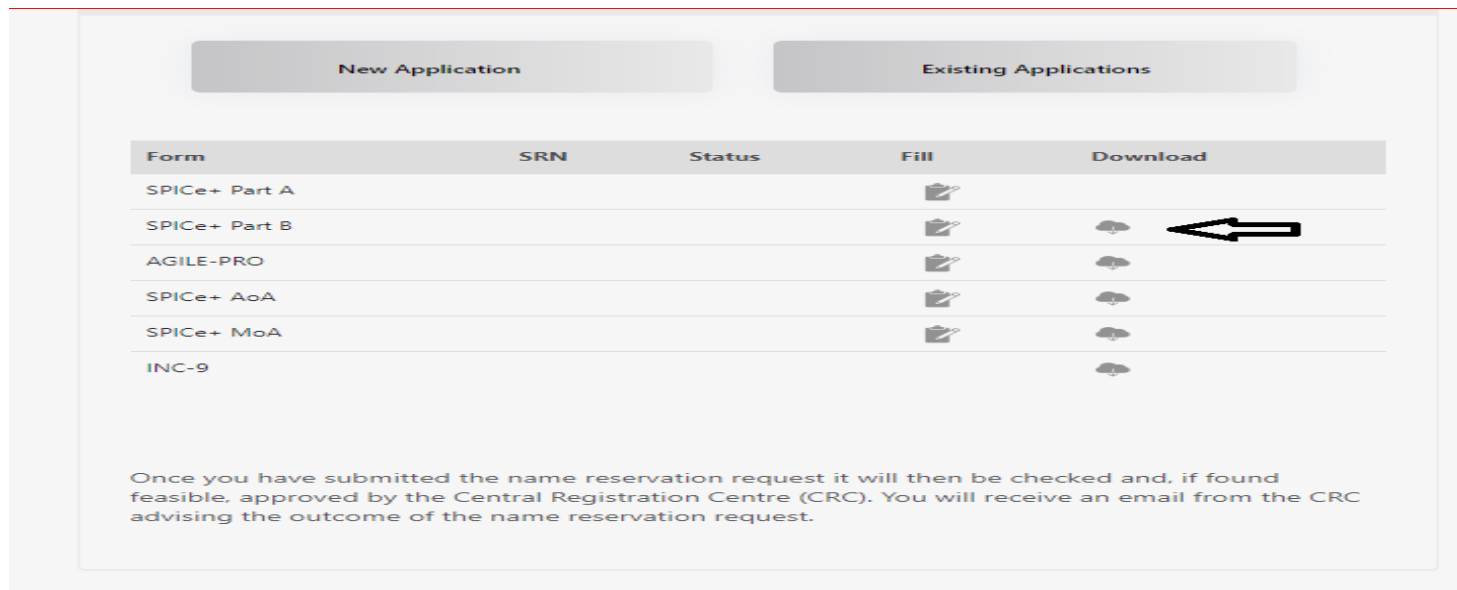 New Application Existing Applications
Form SRN Status Fill Download
SPICe+ Part A
SPICe+ Part B
AGILE-PRO
SPICe+ AoA
SPICe+ MoA
INC-9
Once you have submitted the name reservation request it will then be checked and, if found
feasible, approved by the Central Registration Centre (CRC). You will receive an email from the CRC
advising the outcome of the name reservation request.